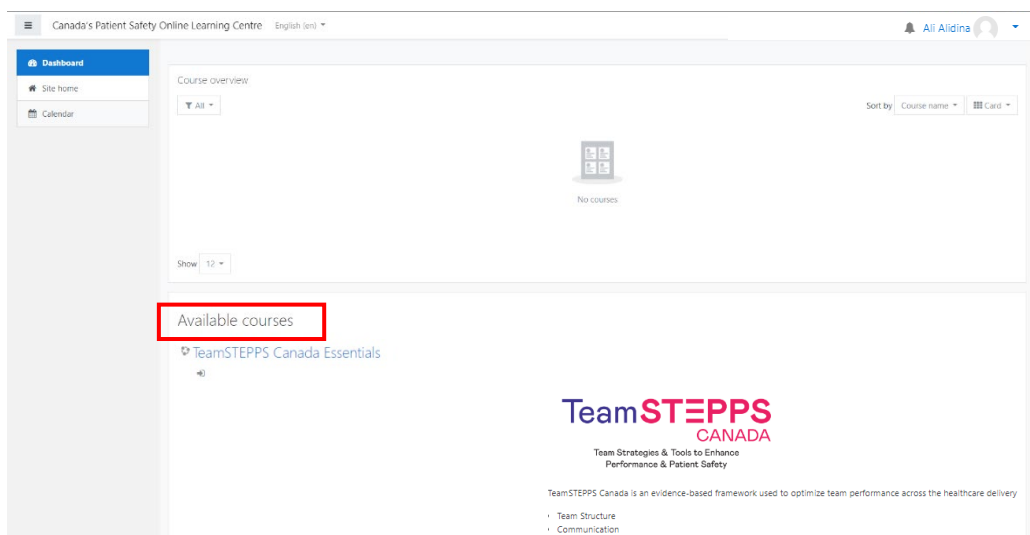 Canada's Patient Safety Online Learning Centre English (en)
Ali Alidina
Dashboard
Site home
Calendar
Course overview
All
Sort by Course name Card
No courses
Show 12
Available courses
TeamSTEPPS Canada Essentials
TeamSTEPPS
CANADA
Team Strategies & Tools to Enhance
Performance & Patient Safety
TeamSTEPPS Canada is an evidence-based framework used to optimize team performance across the healthcare delivery
· Team Structure
· Communication